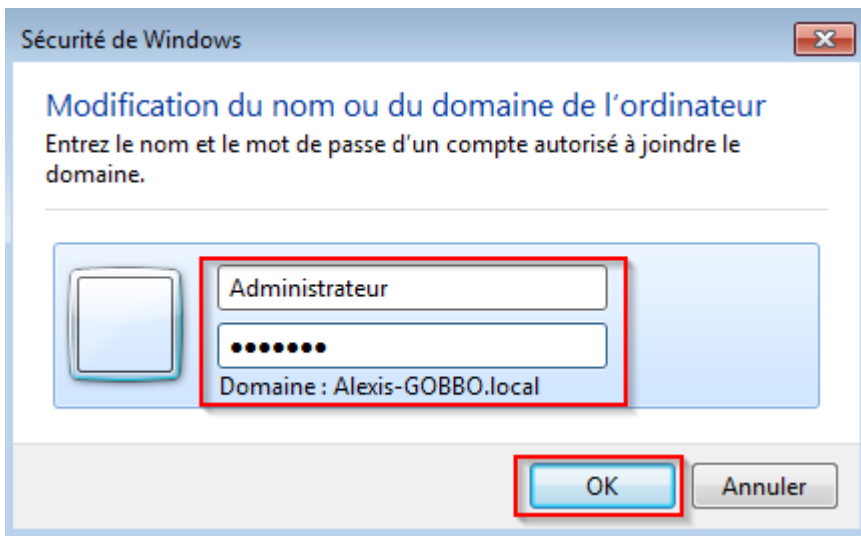 Sécurité de Windows
Modification du nom ou du domaine de l'ordinateur
Entrez le nom et le mot de passe d'un compte autorisé à joindre le
domaine.
Administrateur
●●●●●●●
Domaine : Alexis-GOBBO.local
OK
Annuler